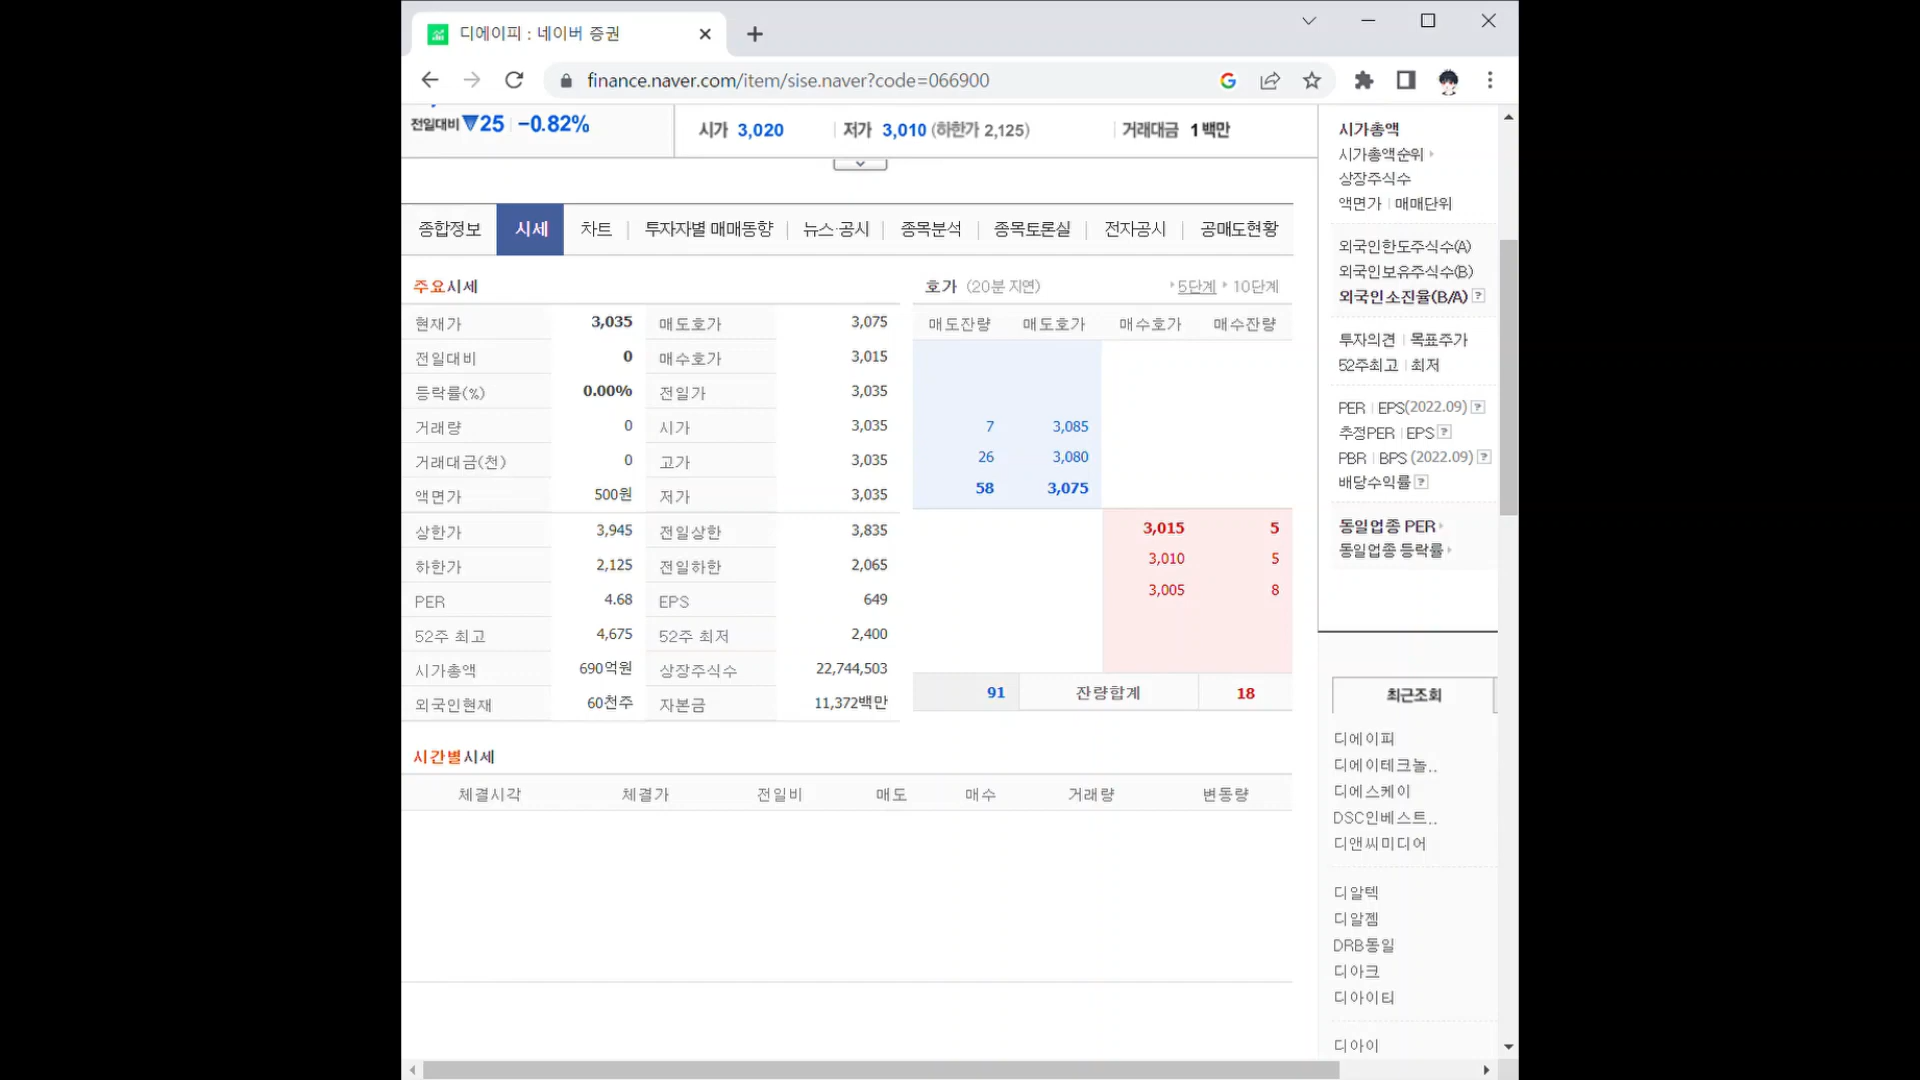 디에이피 : 네이버 증권
finance.naver.com/item/sise.naver?code=066900
전일대비 ▼25 | -0.82%
시가 3,020 | 저가 3,010 (하한가 2,125) | 거래대금 1백만
종합정보 시세 차트 | 투자자별 매매동향 | 뉴스·공시 | 종목분석 | 종목토론실 | 전자공시 | 공매도현황
주요시세
현재가 3,035 매도호가 3,075
전일대비 0 매수호가 3,015
등락률(%) 0.00% 전일가 3,035
거래량 0 시가 3,035
거래대금(천) 0 고가 3,035
액면가 500원 저가 3,035
상한가 3,945 전일상한 3,835
하한가 2,125 전일하한 2,065
PER 4.68 EPS 649
52주 최고 4,675 52주 최저 2,400
시가총액 690억원 상장주식수 22,744,503
외국인현재 60천주 자본금 11,372백만
호가 (20분 지연) 5단계 10단계
매도잔량 매도호가 매수호가 매수잔량
7 3,085
26 3,080
58 3,075
3,015 5
3,010 5
3,005 8
91 잔량합계 18
시간별시세
체결시각 체결가 전일비 매도 매수 거래량 변동량
시가총액
시가총액순위
상장주식수
액면가 | 매매단위
외국인한도주식수(A)
외국인보유주식수(B)
외국인소진율(B/A) ?
투자의견 | 목표주가
52주최고 | 최저
PER | EPS(2022.09) ?
추정PER | EPS ?
PBR | BPS (2022.09) ?
배당수익률 ?
동일업종 PER
동일업종 등락률
최근조회
디에이피
디에이테크놀..
디에스케이
DSC인베스트..
디앤씨미디어
디알텍
디알젬
DRB동일
디아크
디아이티
디아이